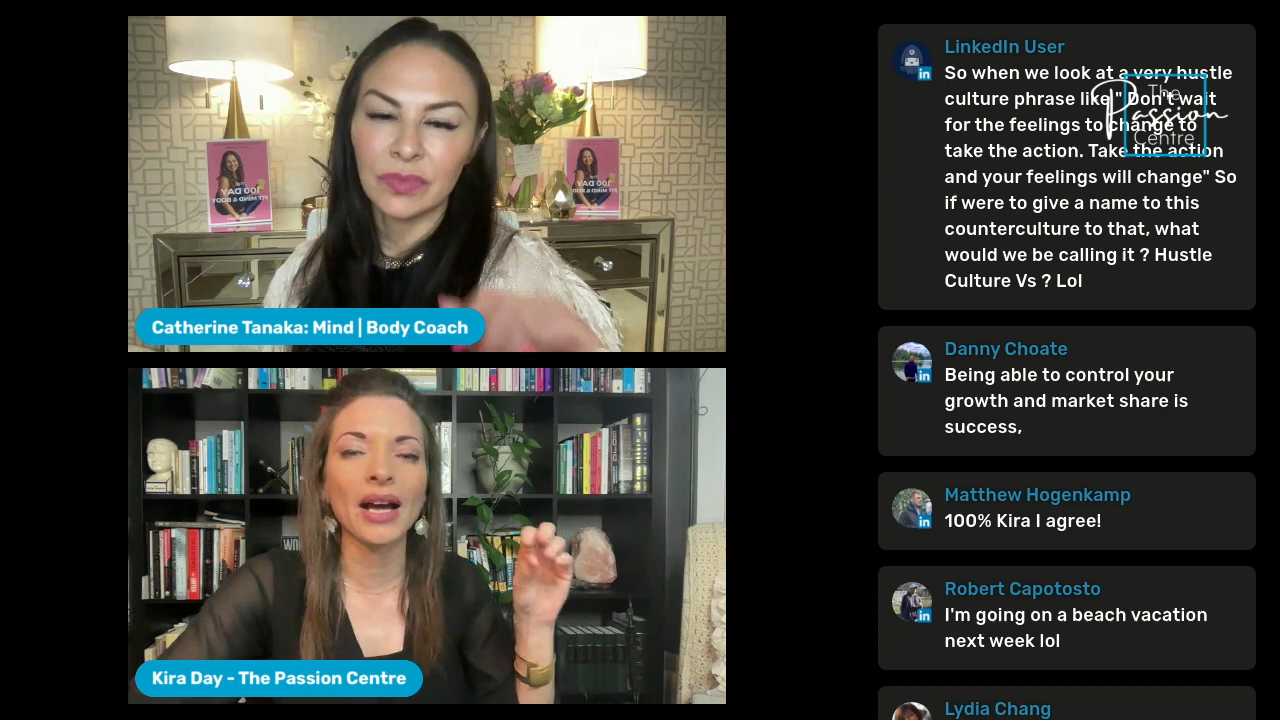 Catherine Tanaka: Mind | Body Coach
Kira Day - The Passion Centre
LinkedIn User
So when we look at a very hustle
culture phrase like" Don't wait
for the feelings to change to
take the action. Take the action
and your feelings will change" So
if were to give a name to this
counterculture to that, what
would we be calling it ? Hustle
Culture Vs ? Lol
The
Passion
Centre
Danny Choate
Being able to control your
growth and market share is
success,
Matthew Hogenkamp
100% Kira I agree!
Robert Capotosto
I'm going on a beach vacation
next week lol
Lydia Chang